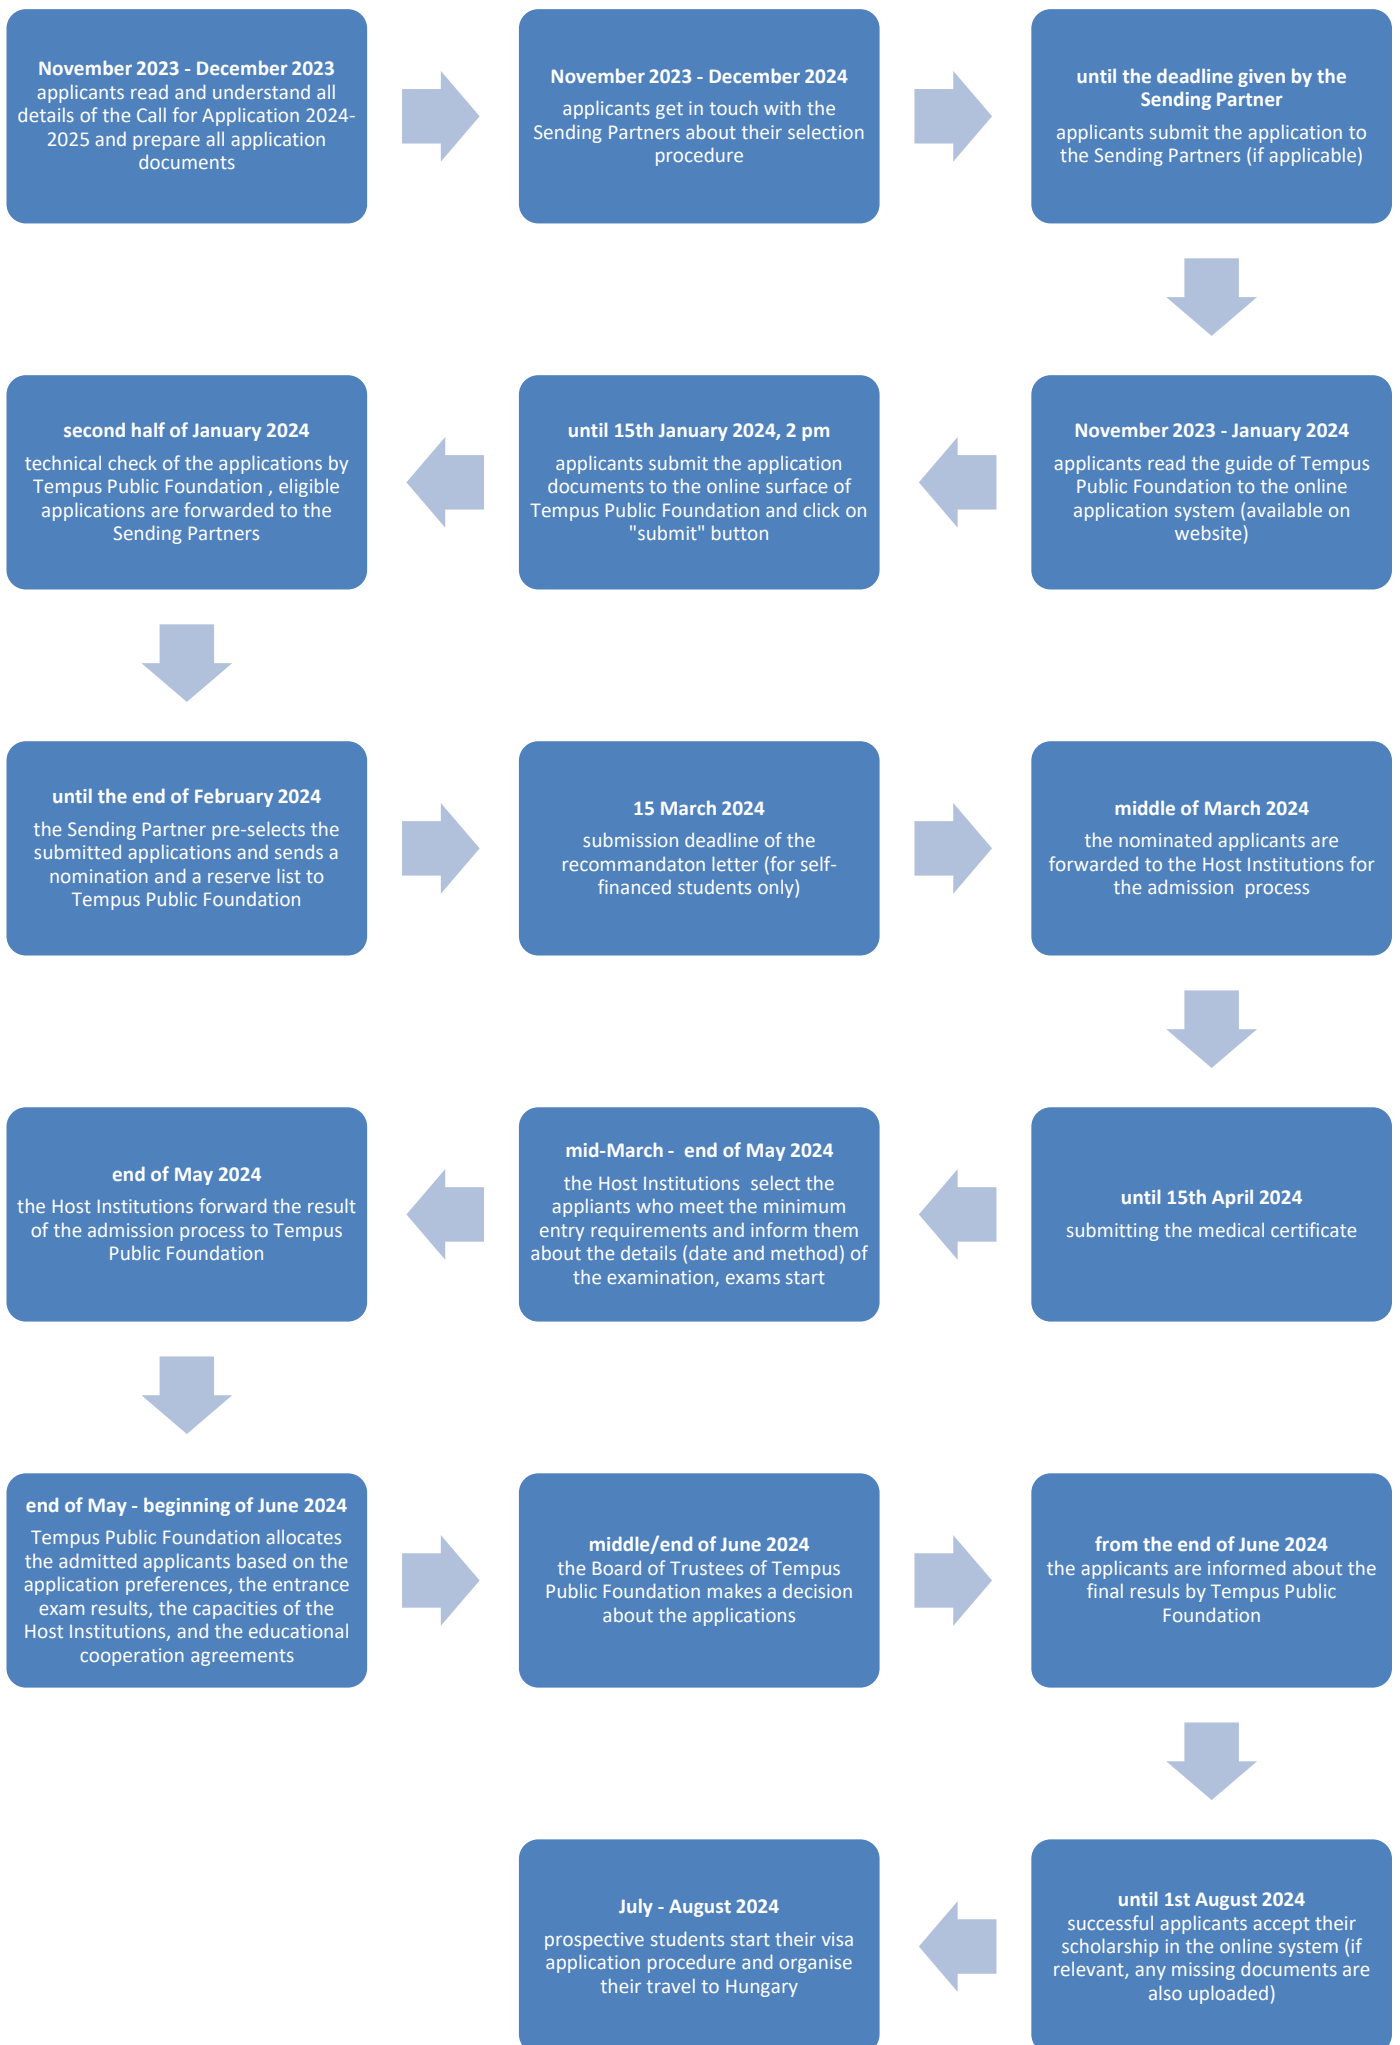 November 2023 - December 2023
applicants read and understand all
details of the Call for Application 2024-
2025 and prepare all application
documents
November 2023 - December 2024
applicants get in touch with the
Sending Partners about their selection
procedure
until the deadline given by the
Sending Partner
applicants submit the application to
the Sending Partners (if applicable)
November 2023 - January 2024
applicants read the guide of Tempus
Public Foundation to the online
application system (available on
website)
until 15th January 2024, 2 pm
applicants submit the application
documents to the online surface of
Tempus Public Foundation and click on
"submit" button
second half of January 2024
technical check of the applications by
Tempus Public Foundation , eligible
applications are forwarded to the
Sending Partners
until the end of February 2024
the Sending Partner pre-selects the
submitted applications and sends a
nomination and a reserve list to
Tempus Public Foundation
15 March 2024
submission deadline of the
recommandaton letter (for self-
financed students only)
middle of March 2024
the nominated applicants are
forwarded to the Host Institutions for
the admission  process
until 15th April 2024
submitting the medical certificate
mid-March -  end of May 2024
the Host Institutions  select the
appliants who meet the minimum
entry requirements and inform them
about the details (date and method) of
the examination, exams start
end of May 2024
the Host Institutions forward the result
of the admission process to Tempus
Public Foundation
end of May - beginning of June 2024
Tempus Public Foundation allocates
the admitted applicants based on the
application preferences, the entrance
exam results, the capacities of the
Host Institutions, and the educational
cooperation agreements
middle/end of June 2024
the Board of Trustees of Tempus
Public Foundation makes a decision
about the applications
from the end of June 2024
the applicants are informed about the
final resuls by Tempus Public
Foundation
until 1st August 2024
successful applicants accept their
scholarship in the online system (if
relevant, any missing documents are
also uploaded)
July - August 2024
prospective students start their visa
application procedure and organise
their travel to Hungary